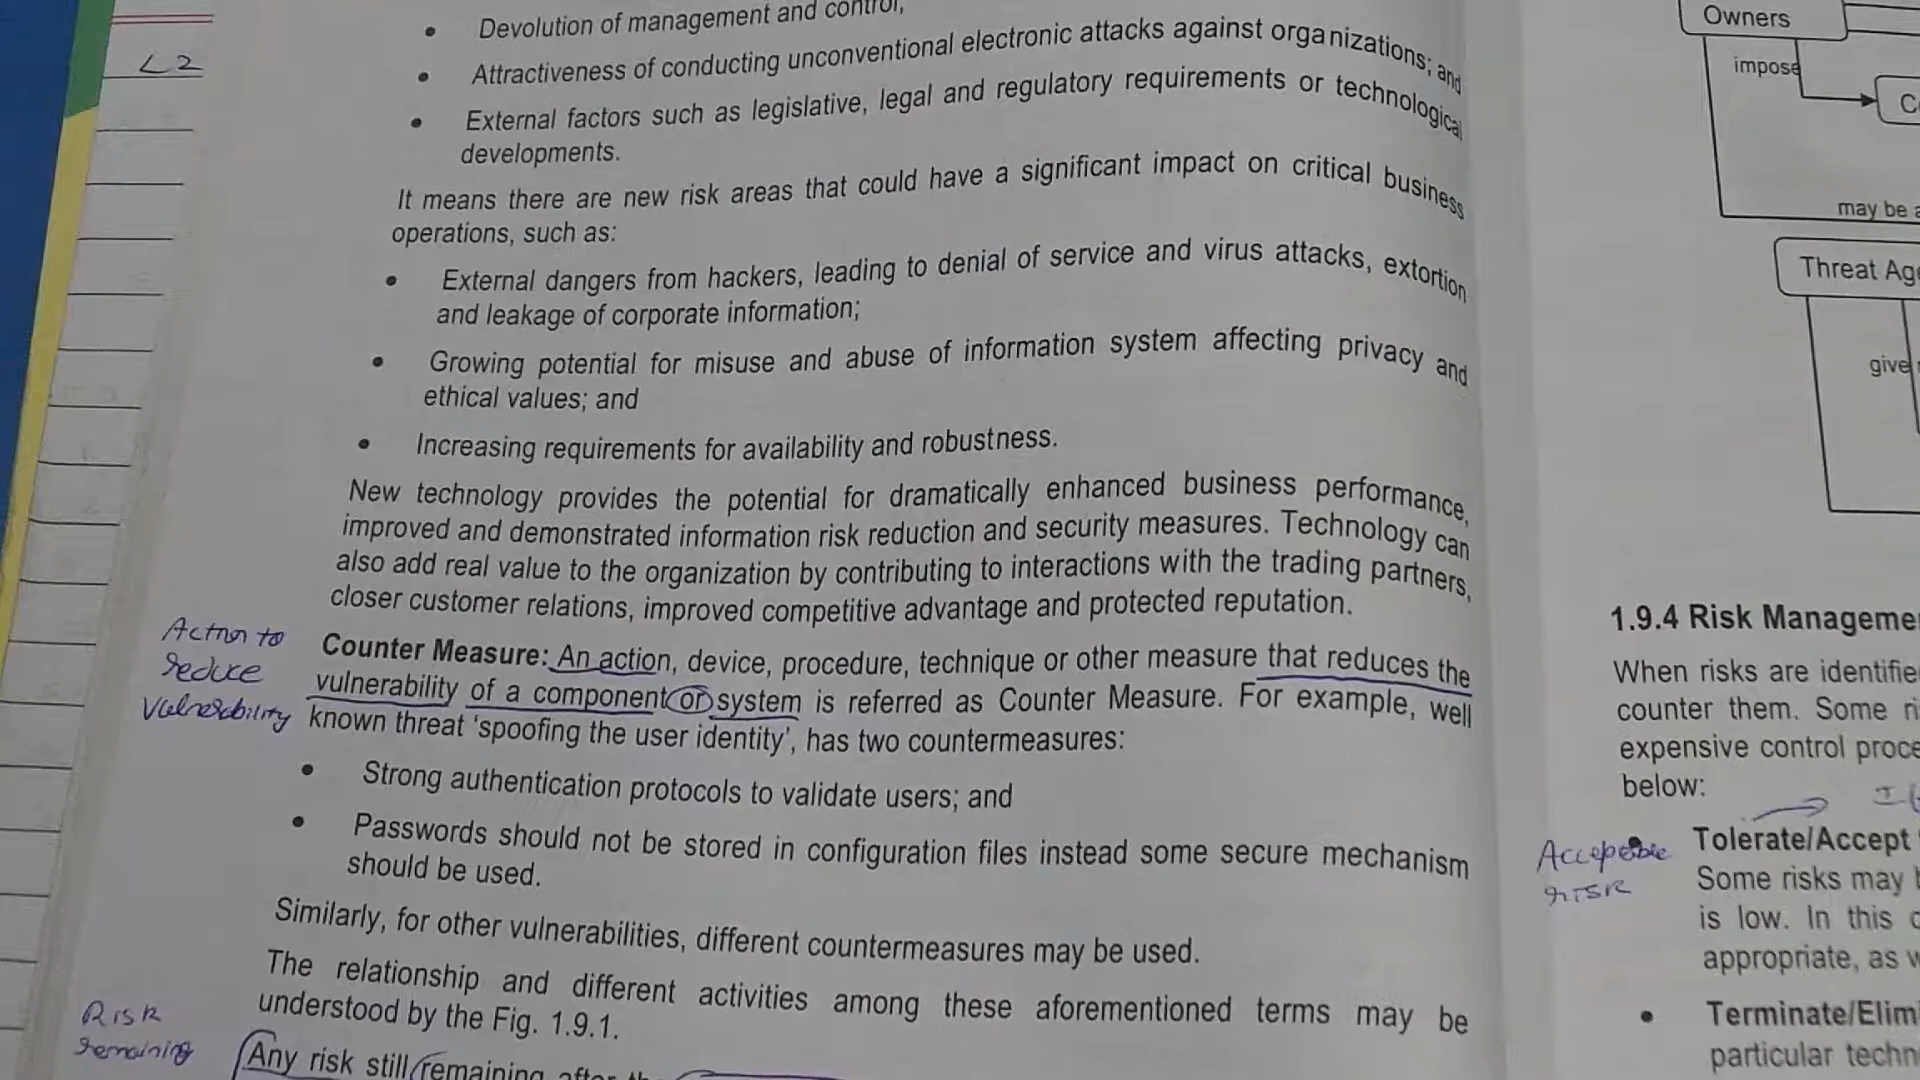 L2
Devolution of management and control,
Attractiveness of conducting unconventional electronic attacks against organizations; and
External factors such as legislative, legal and regulatory requirements or technological
developments.
It means there are new risk areas that could have a significant impact on critical business
operations, such as:
External dangers from hackers, leading to denial of service and virus attacks, extortion
and leakage of corporate information;
Growing potential for misuse and abuse of information system affecting privacy and
ethical values; and
Increasing requirements for availability and robustness.
New technology provides the potential for dramatically enhanced business performance,
improved and demonstrated information risk reduction and security measures. Technology can
also add real value to the organization by contributing to interactions with the trading partners,
closer customer relations, improved competitive advantage and protected reputation.
Action to
reduce
Vulnerability
Counter Measure: An action, device, procedure, technique or other measure that reduces the
vulnerability of a component or system is referred as Counter Measure. For example, well
known threat 'spoofing the user identity', has two countermeasures:
Strong authentication protocols to validate users; and
Passwords should not be stored in configuration files instead some secure mechanism
should be used.
Similarly, for other vulnerabilities, different countermeasures may be used.
The relationship and different activities among these aforementioned terms may be
understood by the Fig. 1.9.1.
Risk
remaining
Any risk still remaining after
Owners
impose
may be
Threat
give
1.9.4 Risk
When risks are
counter them. Some
expensive control
below:
Acceptable
risk
Tolerate/Accept
Some risks may
is low. In this
appropriate, as
Terminate/
particular